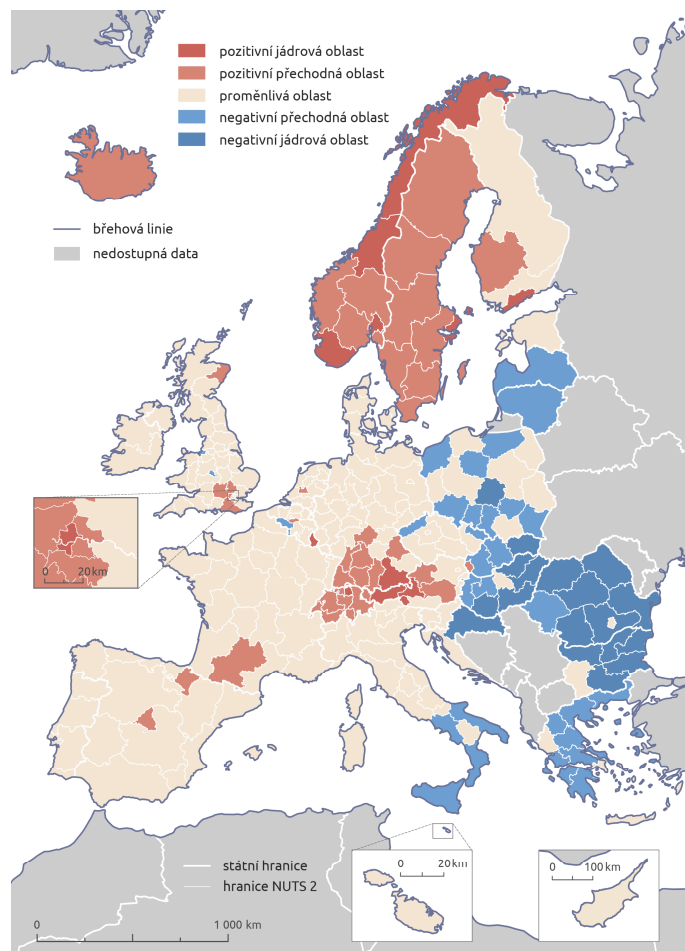 pozitivní jádrová oblast
pozitivní přechodná oblast
proměnlivá oblast
negativní přechodná oblast
negativní jádrová oblast
břehová linie
nedostupná data
0 20 km
státní hranice
hranice NUTS 2
0 1 000 km
0 20 km
0 100 km